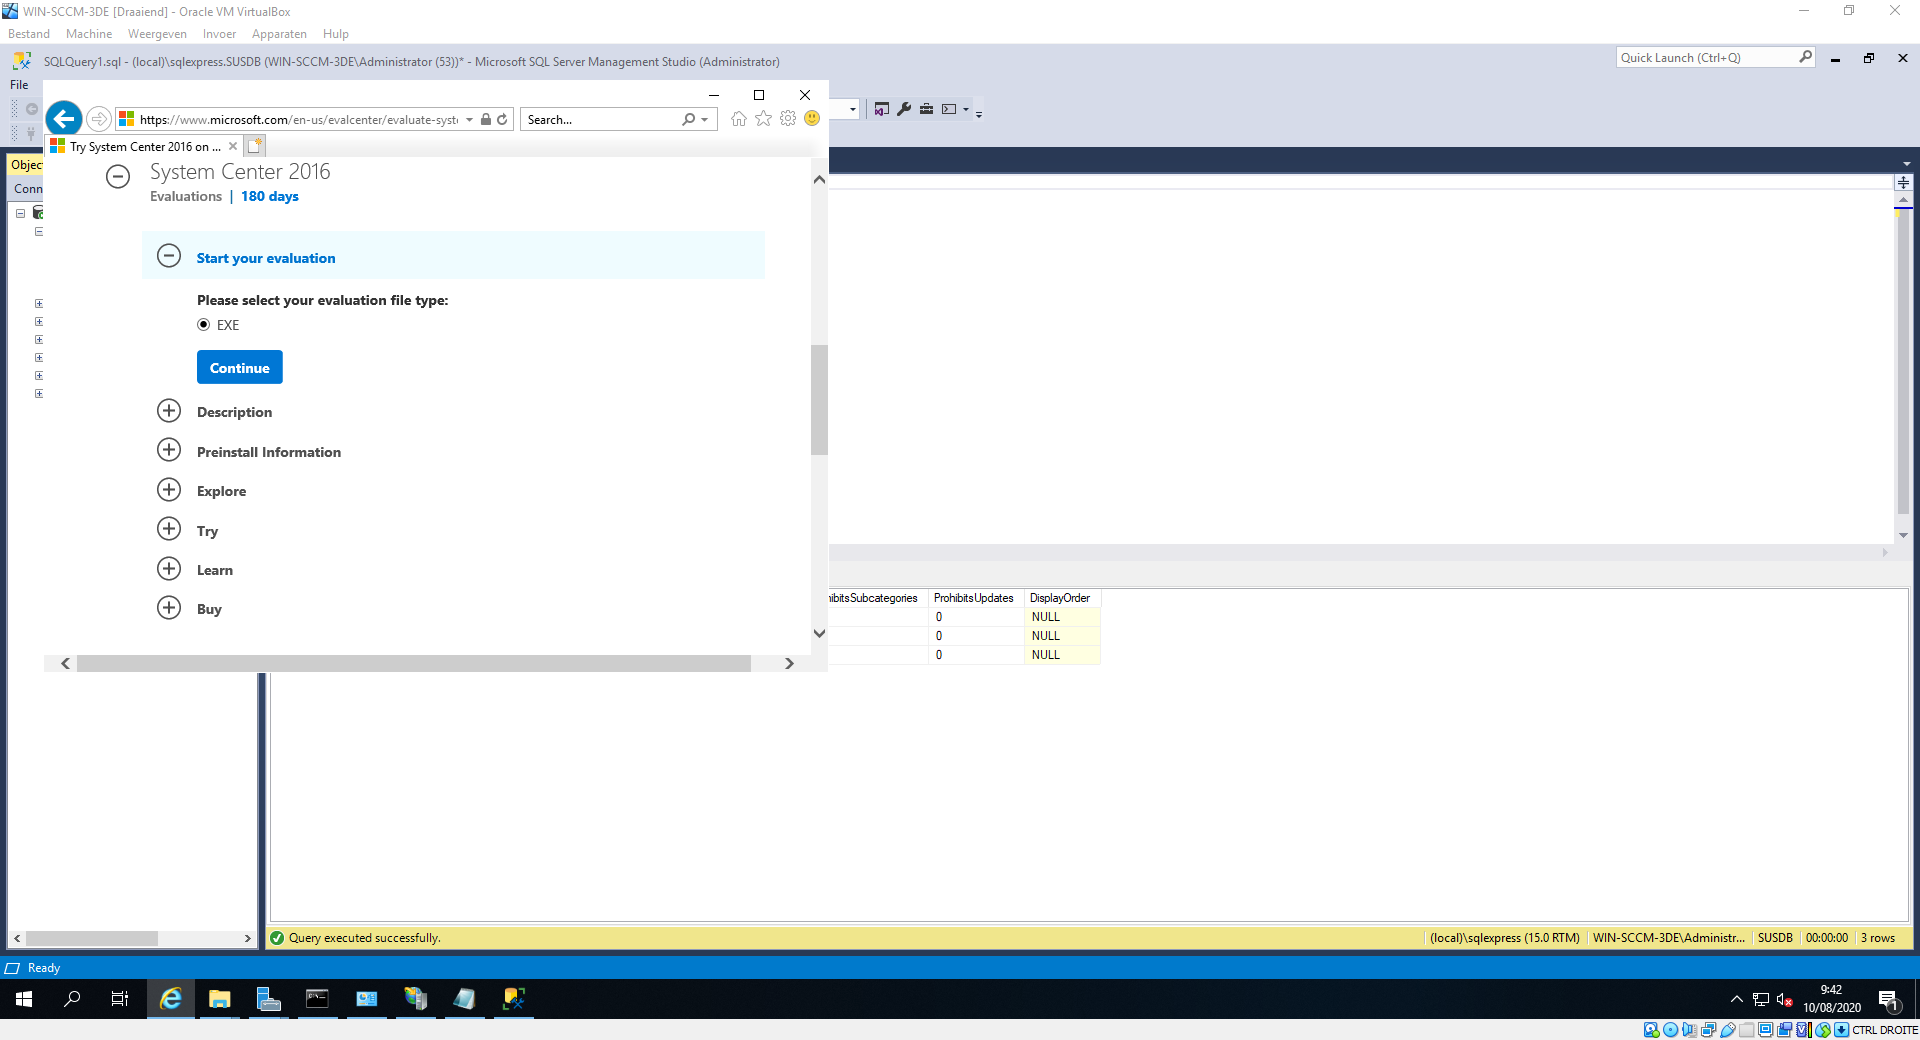 WIN-SCCM-3DE [Draaiend] - Oracle VM VirtualBox
Bestand Machine Weergeven Invoer Apparaten Hulp
SQLQuery1.sql - (local)\sqlexpress.SUSDB (WIN-SCCM-3DE\Administrator (53))* - Microsoft SQL Server Management Studio (Administrator)
Quick Launch (Ctrl+Q)
File
https://www.microsoft.com/en-us/evalcenter/evaluate-syst
Search...
Try System Center 2016 on ...
Objec
Conn
System Center 2016
Evaluations | 180 days
Start your evaluation
Please select your evaluation file type:
EXE
Continue
Description
Preinstall Information
Explore
Try
Learn
Buy
ibitsSubcategories ProhibitsUpdates DisplayOrder
0 NULL
0 NULL
0 NULL
Query executed successfully.
(local)\sqlexpress (15.0 RTM) WIN-SCCM-3DE\Administr... SUSDB 00:00:00 3 rows
Ready
9:42
10/08/2020
1
CTRL DROITE